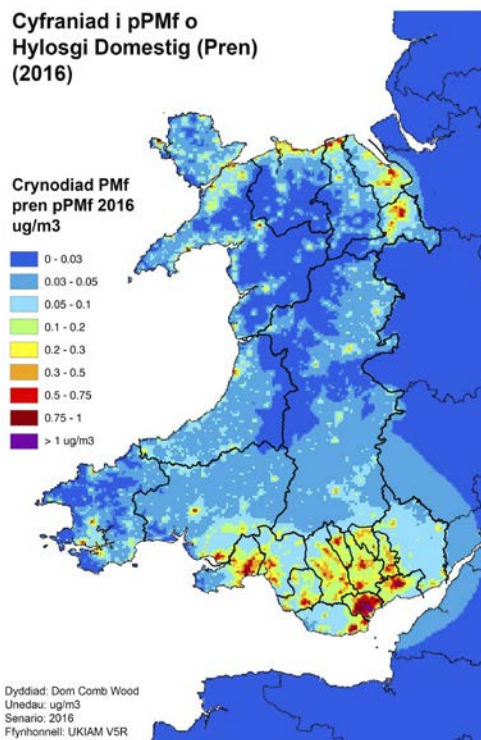 Cyfraniad i pPMf o
Hylosgi Domestig (Pren)
(2016)
Crynodiad PMf
pren pPMf 2016
ug/m3
0 - 0.03
0.03 - 0.05
0.05 - 0.1
0.1 - 0.2
0.2 - 0.3
0.3 - 0.5
0.5 - 0.75
0.75 - 1
> 1 ug/m3
Dyddiad: Dom Comb Wood
Unedau: ug/m3
Senario: 2016
Ffynhonnell: UKIAM V5R